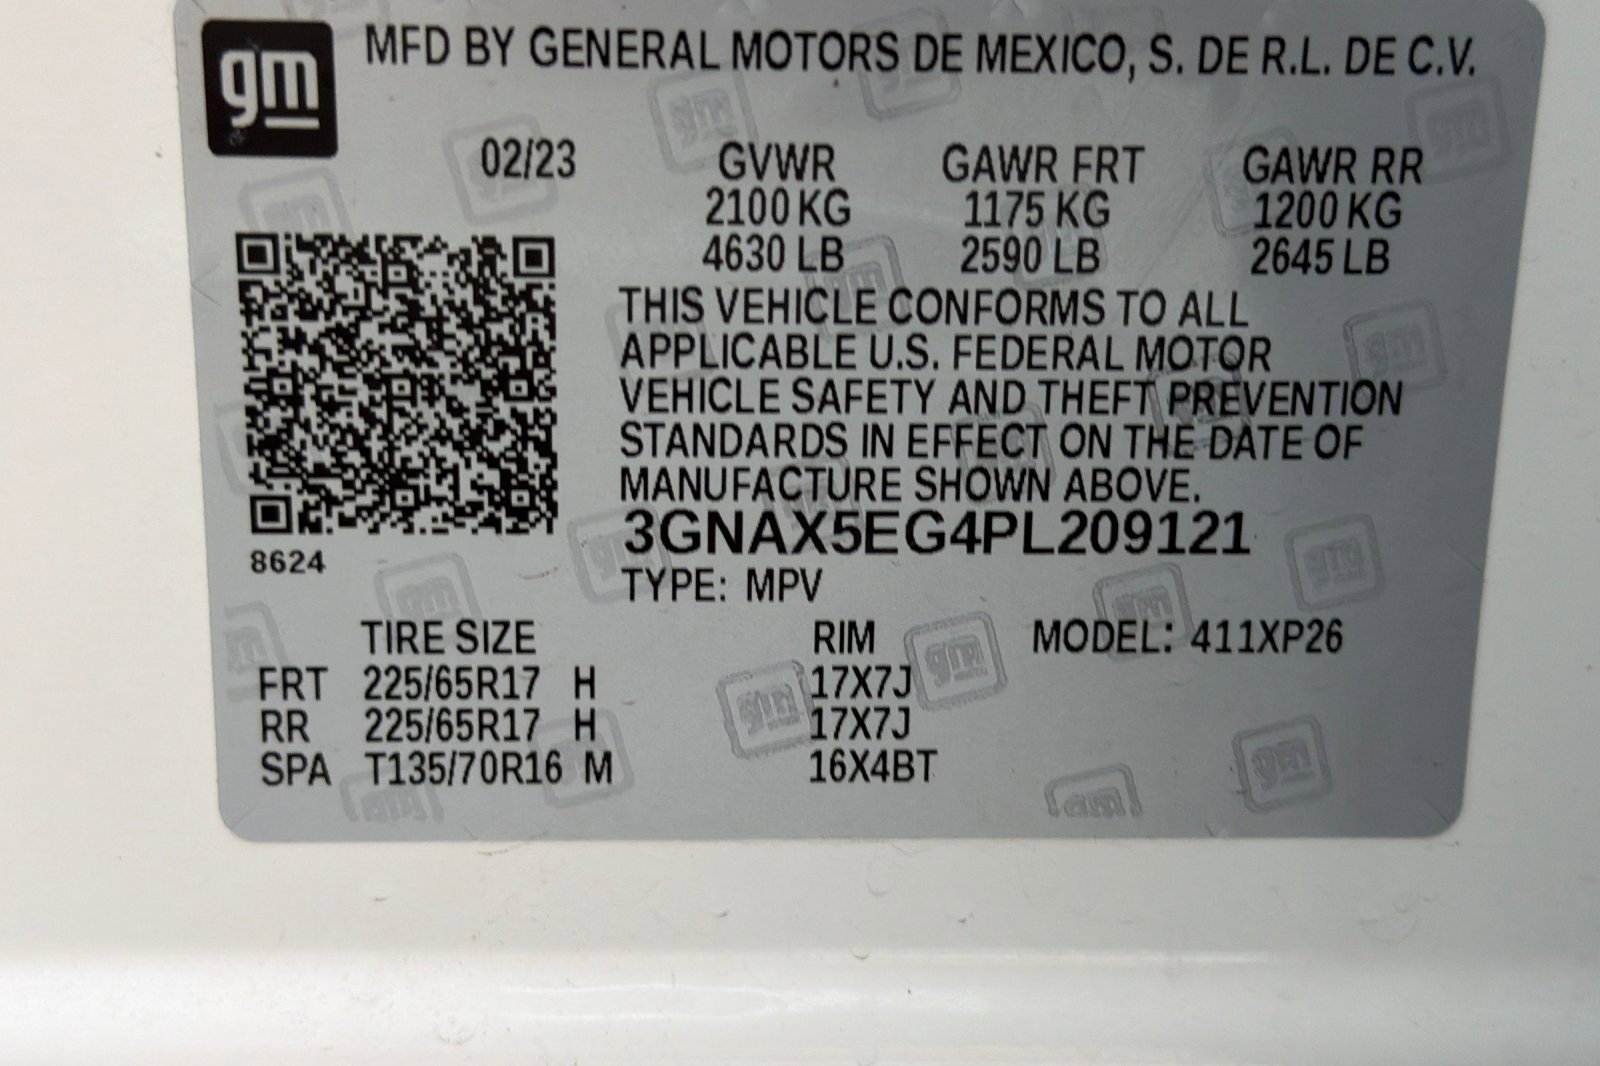 gm
MFD BY GENERAL MOTORS DE MEXICO, S. DE R.L. DE C.V.
02/23 GVWR GAWR FRT GAWR RR
2100 KG 1175 KG 1200 KG
4630 LB 2590 LB 2645 LB
THIS VEHICLE CONFORMS TO ALL
APPLICABLE U.S. FEDERAL MOTOR
VEHICLE SAFETY AND THEFT PREVENTION
STANDARDS IN EFFECT ON THE DATE OF
MANUFACTURE SHOWN ABOVE.
3GNAX5EG4PL209121
8624
TYPE: MPV
TIRE SIZE RIM MODEL: 411XP26
FRT 225/65R17 H 17X7J
RR 225/65R17 H 17X7J
SPA T135/70R16 M 16X4BT